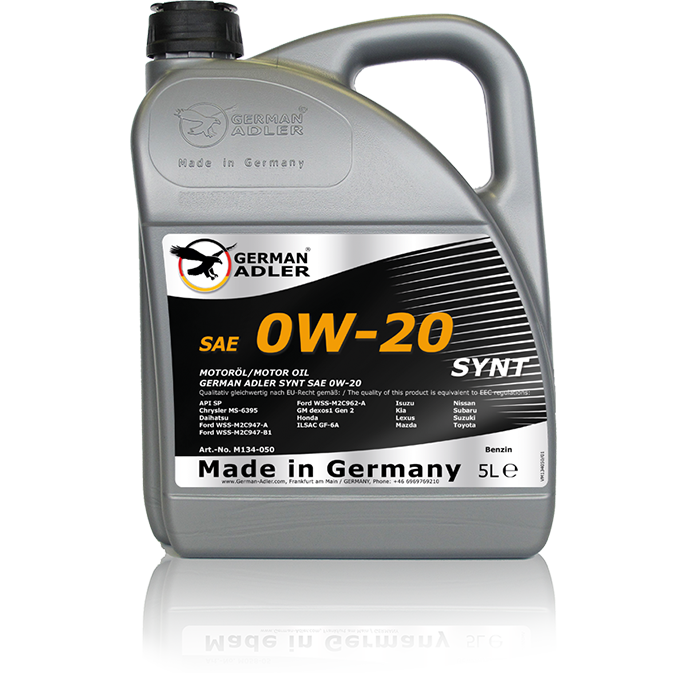 GERMAN
ADLER
Made in Germany
GERMAN®
ADLER
SAE 0W-20
SYNT
MOTORÖL/MOTOR OIL
GERMAN ADLER SYNT SAE 0W-20
Qualitativ gleichwertig nach EU-Recht gemäß: / The quality of this product is equivalent to EEC-regulations:
API SP Ford WSS-M2C962-A Isuzu Nissan
Chrysler MS-6395 GM dexos1 Gen 2 Kia Subaru
Daihatsu Honda Lexus Suzuki
Ford WSS-M2C947-A ILSAC GF-6A Mazda Toyota
Ford WSS-M2C947-B1
Art.-No. M134-050 Benzin
Made in Germany 5L e
www.German-Adler.com, Frankfurt am Main / GERMANY, Phone: +46 6969769210